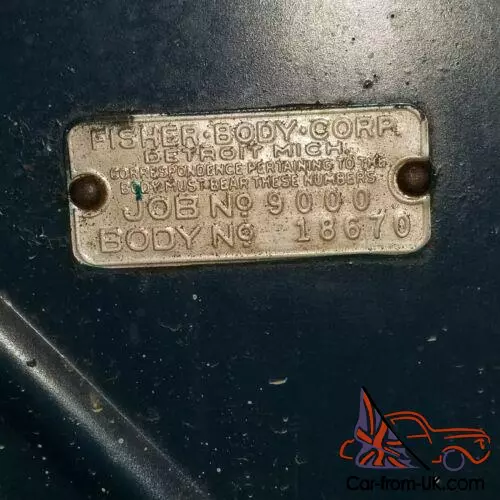 FISHER·BODY·CORP.
DETROIT MICH.
CORRESPONDENCE PERTAINING TO THIS
BODY MUST BEAR THESE NUMBERS
JOB No 9000
BODY No 18670
Car-from-UK.com